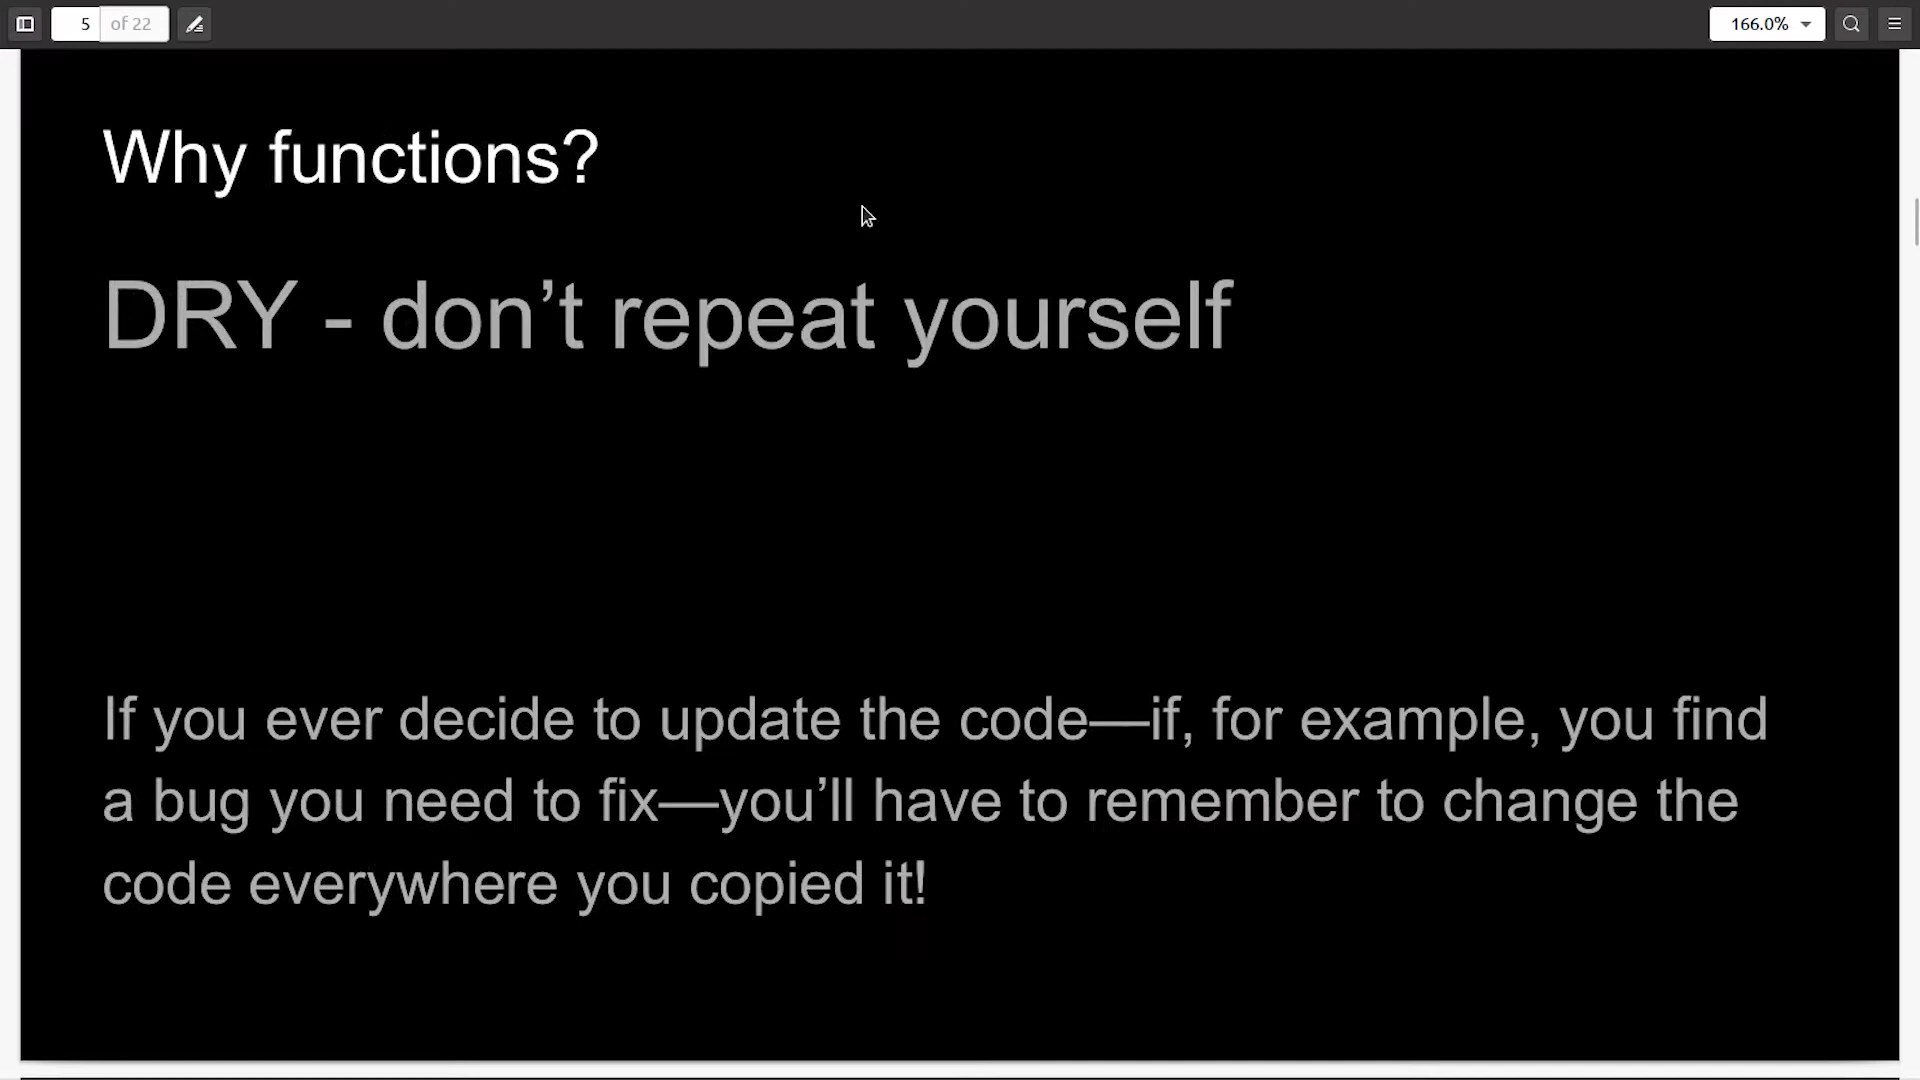 5 of 22
166.0%
Why functions?
DRY - don’t repeat yourself
If you ever decide to update the code—if, for example, you find
a bug you need to fix—you’ll have to remember to change the
code everywhere you copied it!